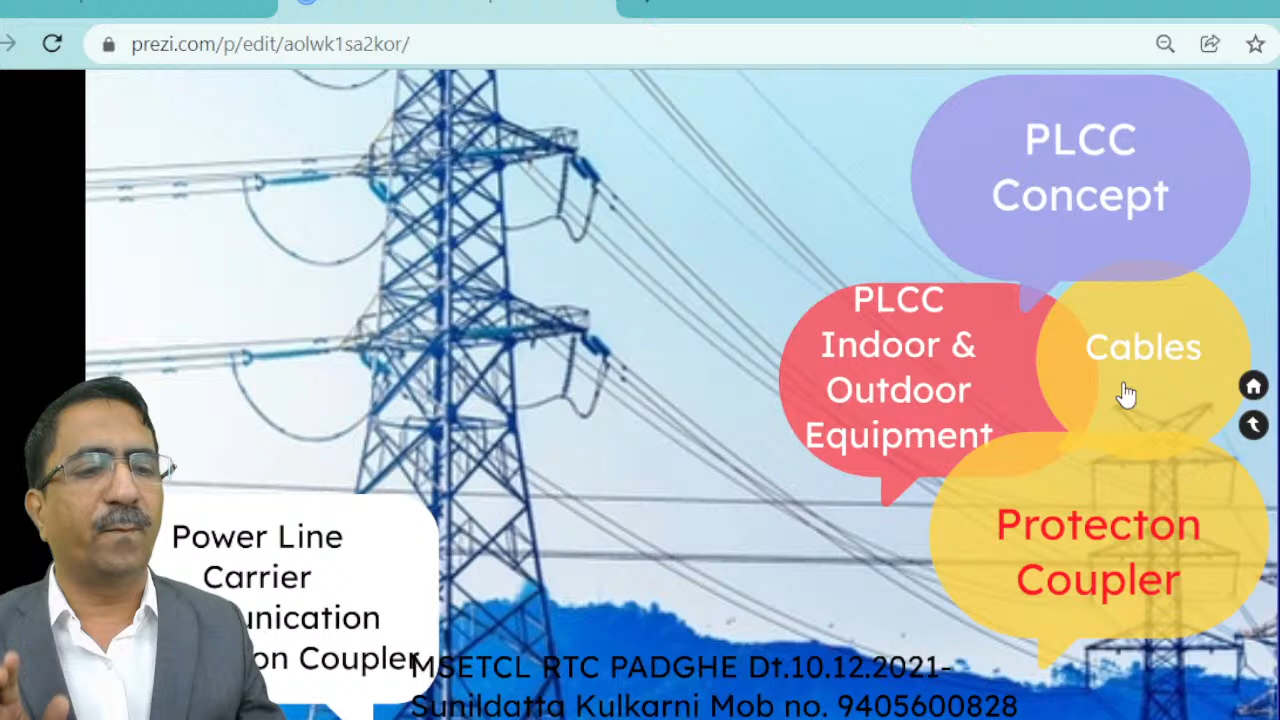 prezi.com/p/edit/aolwk1sa2kor/
PLCC
Concept
PLCC
Indoor &
Outdoor
Equipment
Cables
Protecton
Coupler
Power Line
Carrier
unication
on Coupler
MSETCL RTC PADGHE Dt.10.12.2021-
Sunildatta Kulkarni Mob no. 9405600828